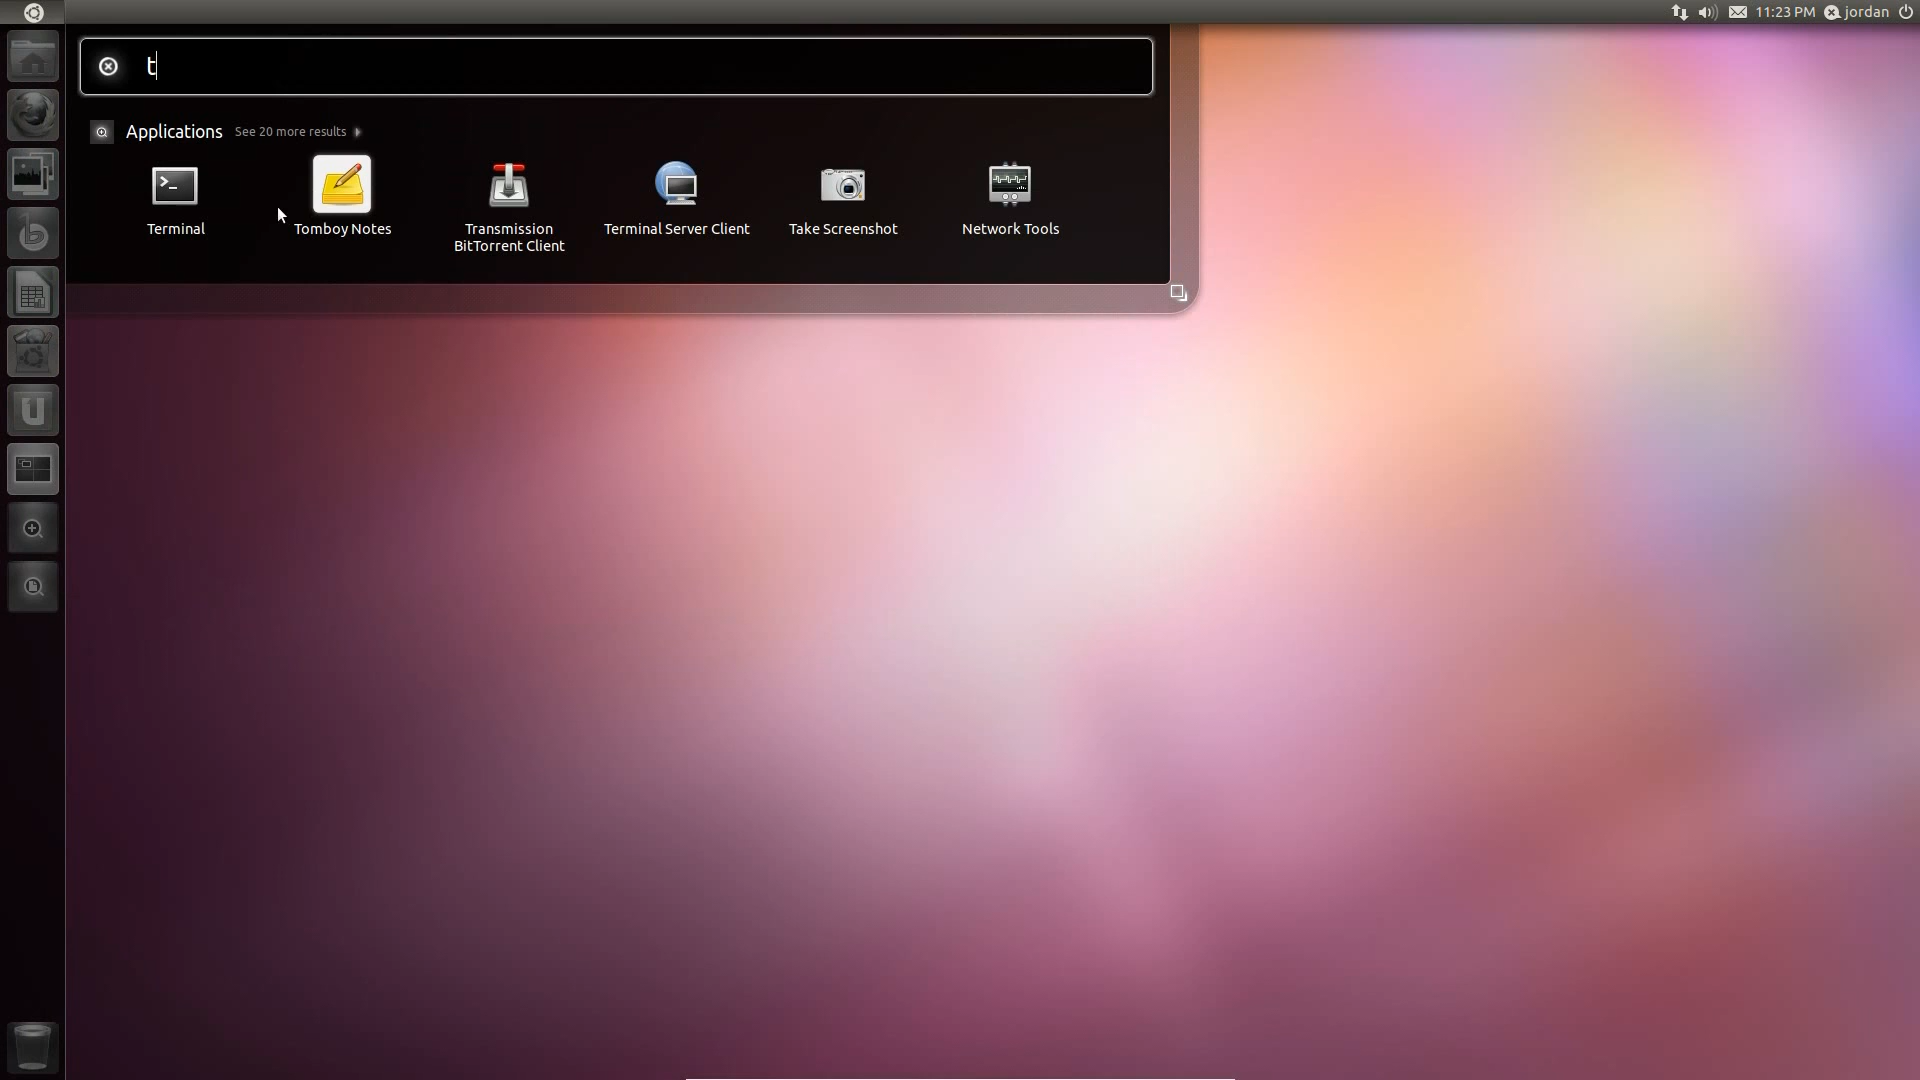 11:23 PM jordan
t
Applications See 20 more results
Terminal
Tomboy Notes
Transmission
BitTorrent Client
Terminal Server Client
Take Screenshot
Network Tools